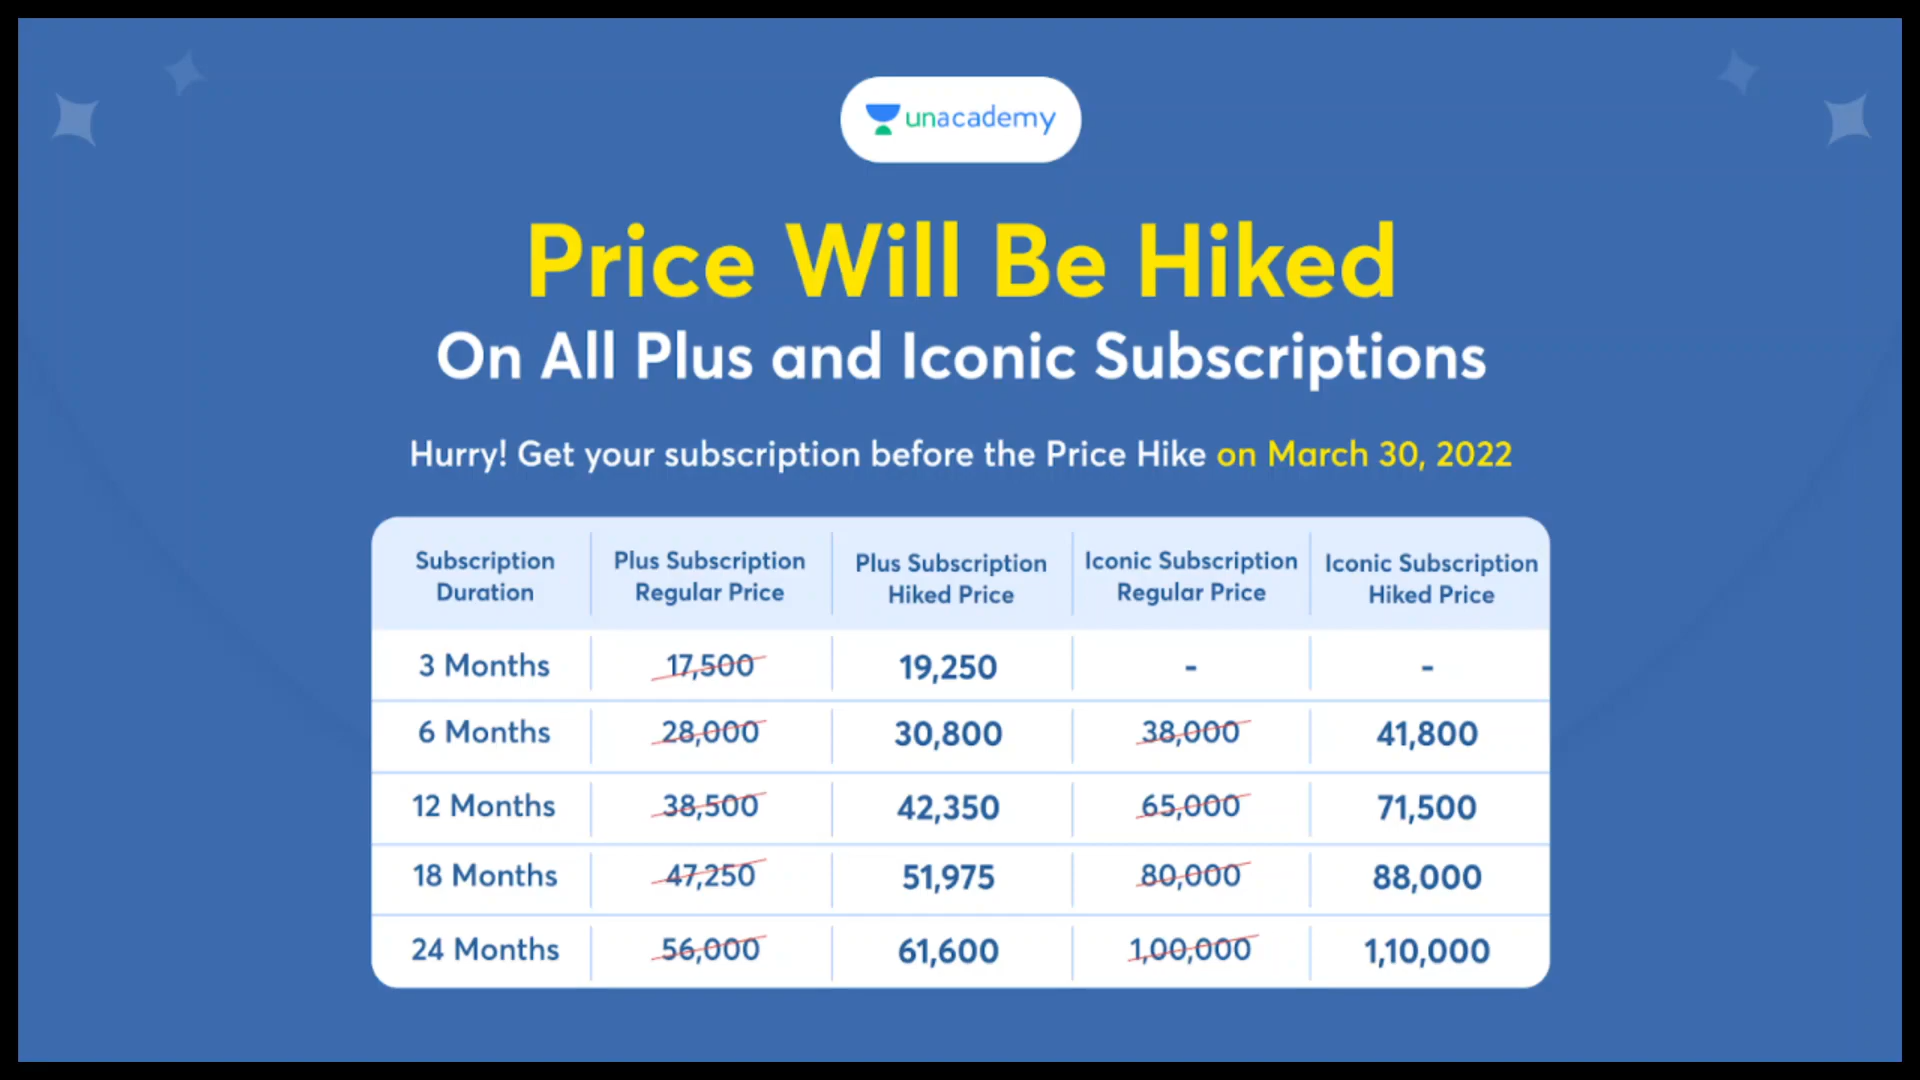 unacademy
Price Will Be Hiked
On All Plus and Iconic Subscriptions
Hurry! Get your subscription before the Price Hike on March 30, 2022
Subscription Duration Plus Subscription Regular Price Plus Subscription Hiked Price Iconic Subscription Regular Price Iconic Subscription Hiked Price
3 Months 17,500 19,250 - -
6 Months 28,000 30,800 38,000 41,800
12 Months 38,500 42,350 65,000 71,500
18 Months 47,250 51,975 80,000 88,000
24 Months 56,000 61,600 1,00,000 1,10,000